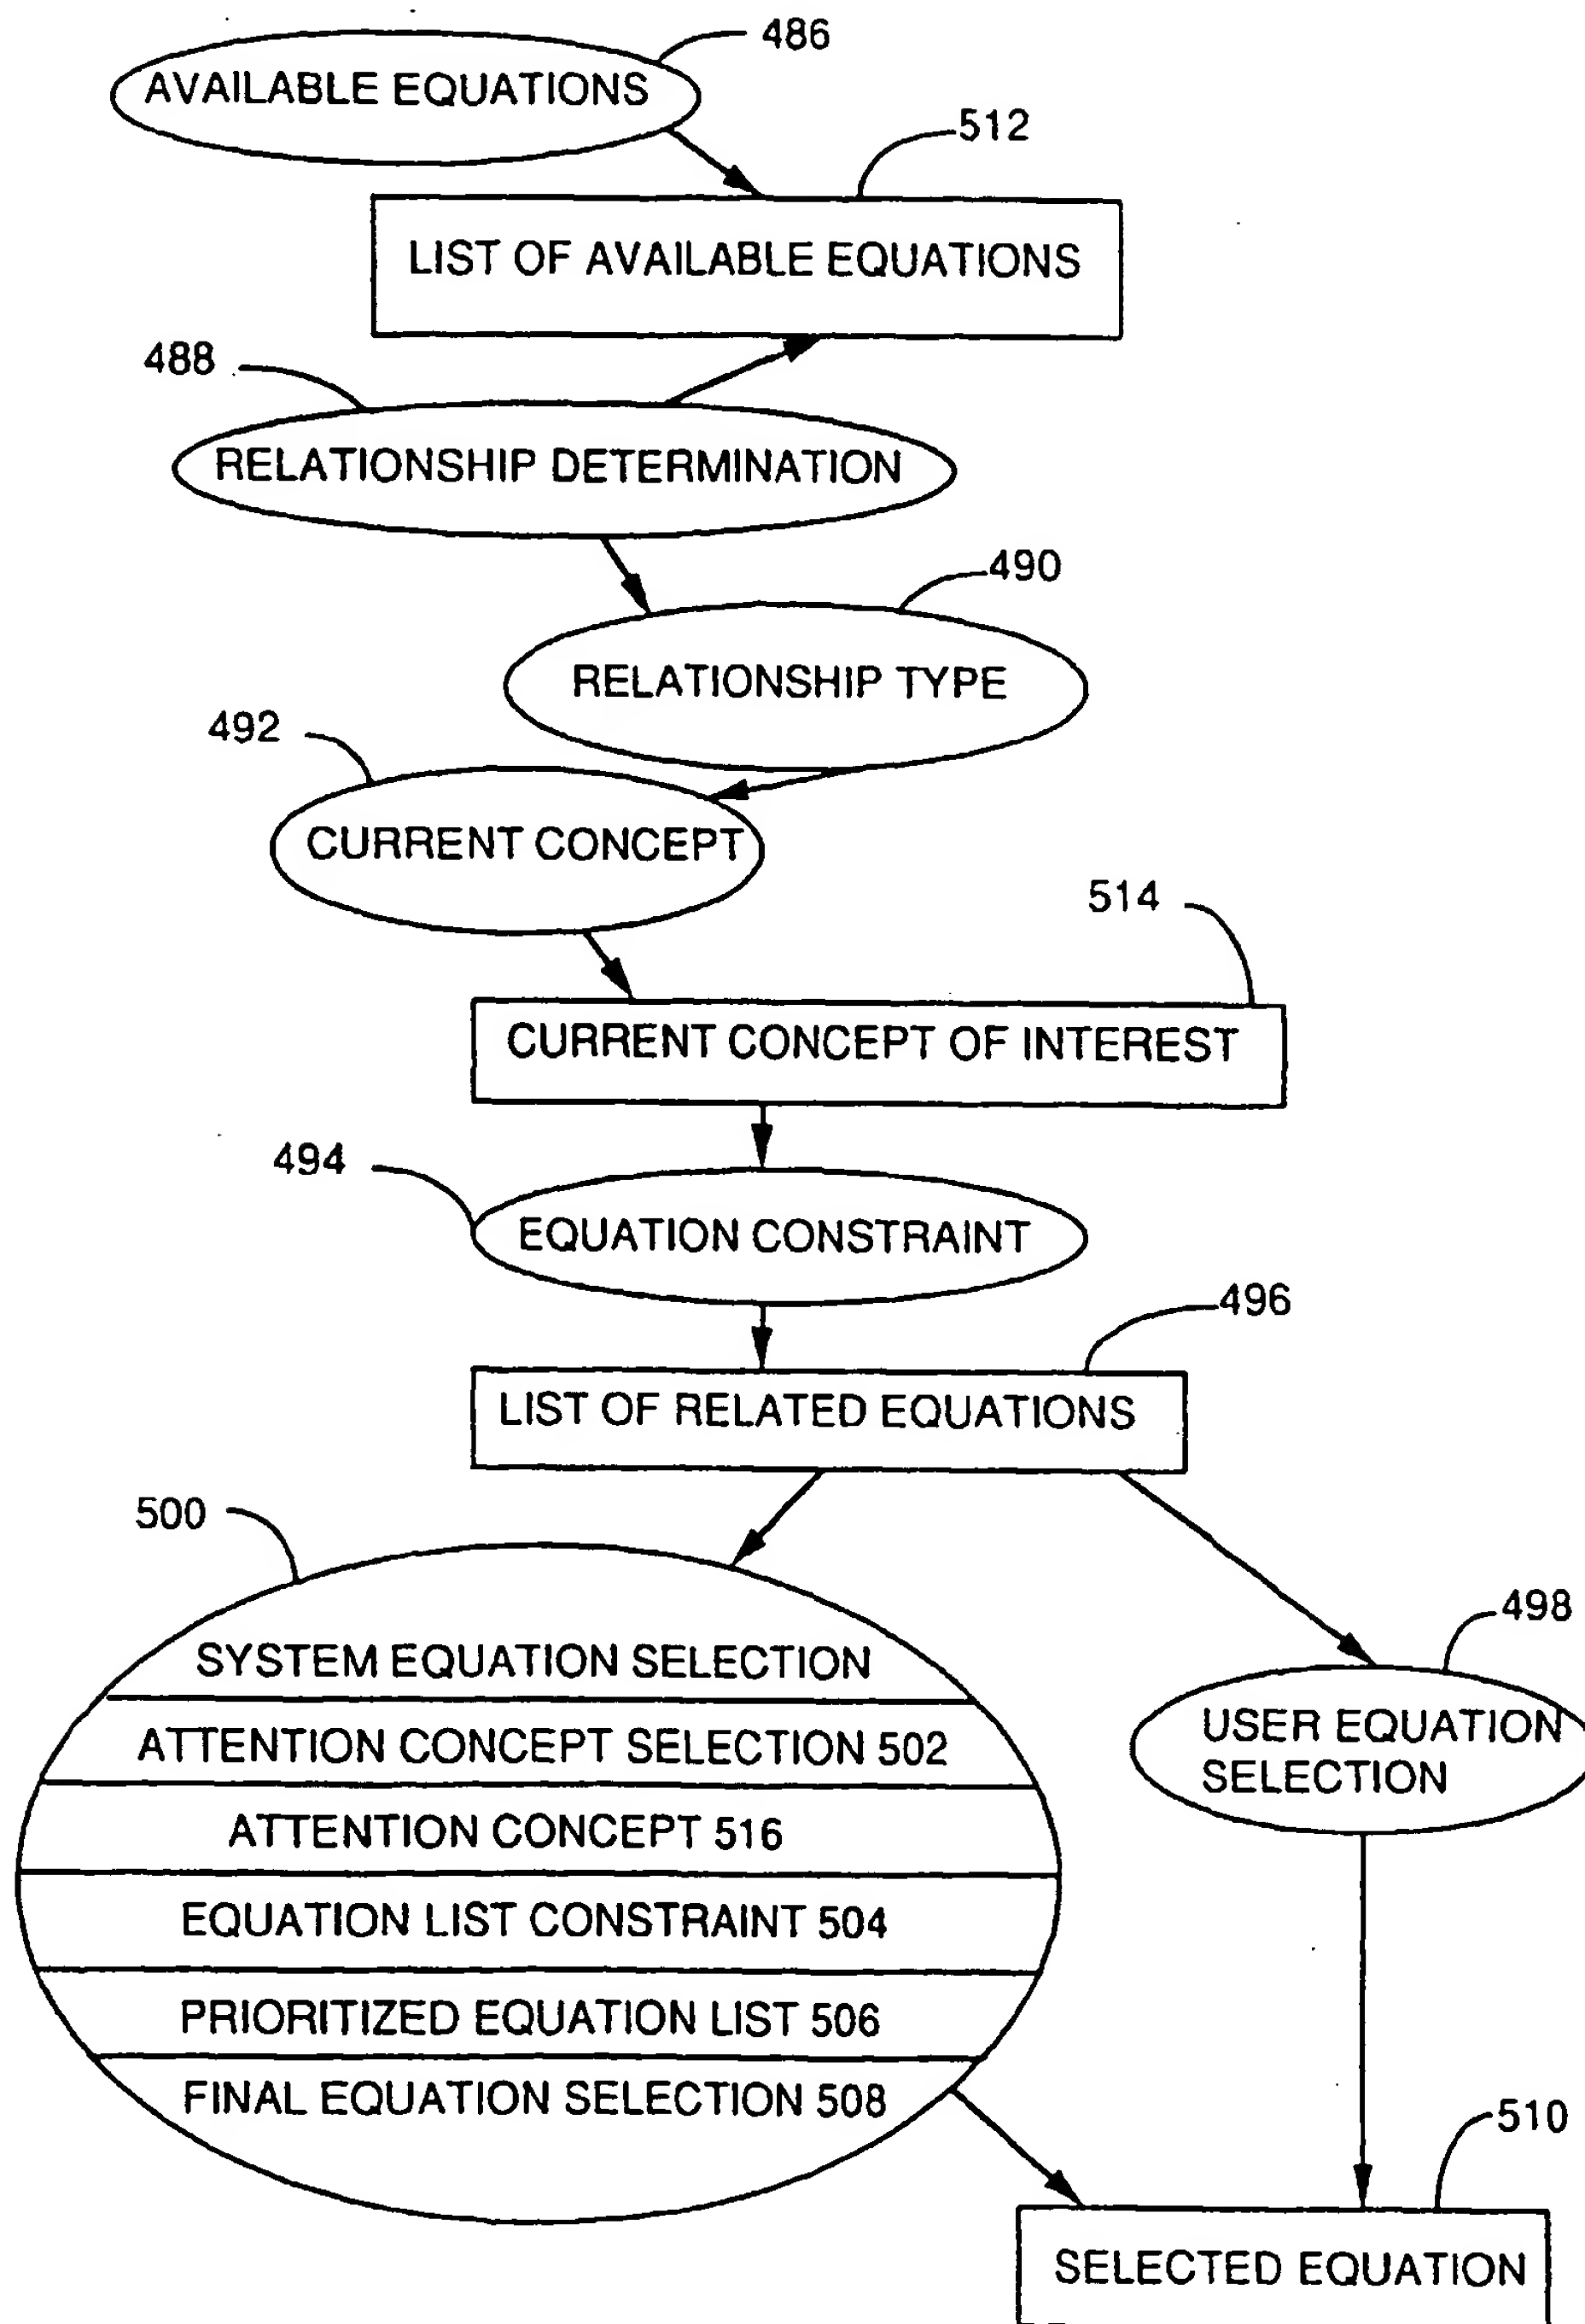 486
AVAILABLE EQUATIONS
512
LIST OF AVAILABLE EQUATIONS
488
RELATIONSHIP DETERMINATION
490
RELATIONSHIP TYPE
492
CURRENT CONCEPT
514
CURRENT CONCEPT OF INTEREST
494
EQUATION CONSTRAINT
496
LIST OF RELATED EQUATIONS
500
SYSTEM EQUATION SELECTION
ATTENTION CONCEPT SELECTION 502
ATTENTION CONCEPT 516
EQUATION LIST CONSTRAINT 504
PRIORITIZED EQUATION LIST 506
FINAL EQUATION SELECTION 508
498
USER EQUATION
SELECTION
510
SELECTED EQUATION